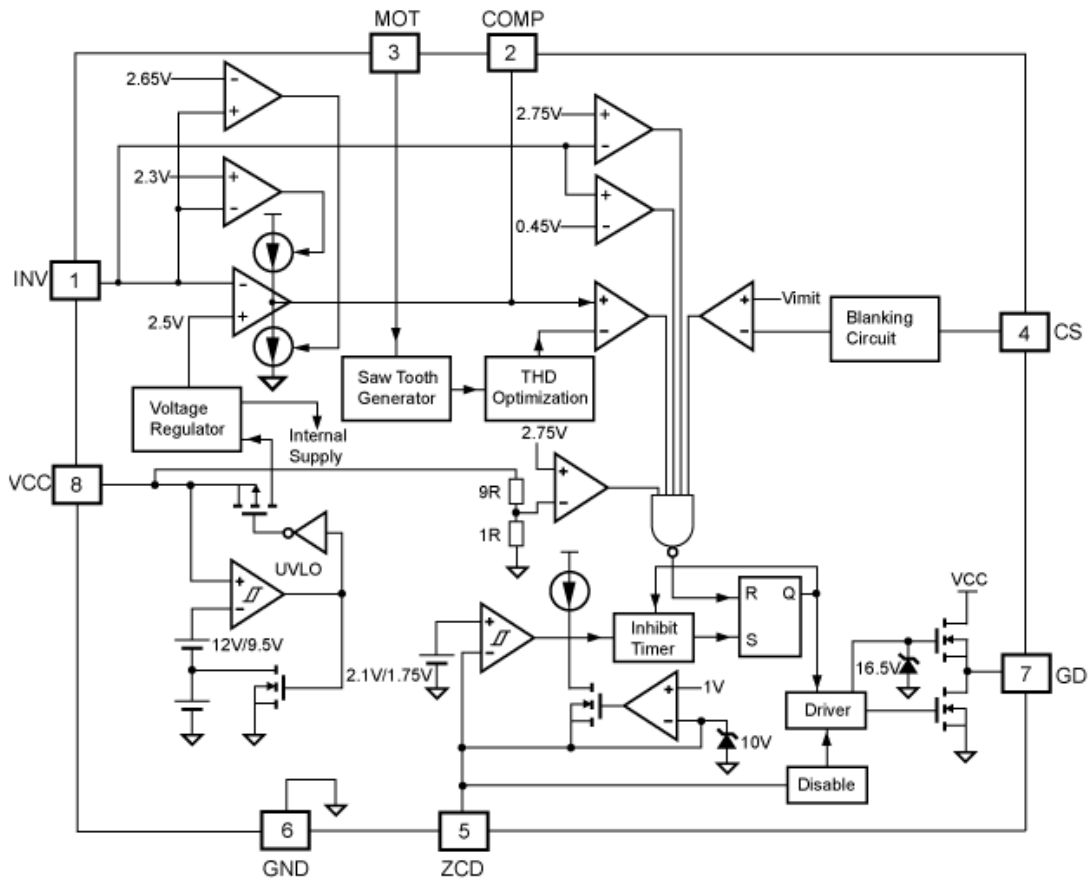 MOT
COMP
3
2
2.65V
-
+
2.75V
+
-
2.3V
+
-
+
0.45V
-
INV
1
-
+
2.5V
+
-
+
Vimit
-
Blanking
Circuit
4
CS
Voltage
Regulator
Internal
Supply
Saw Tooth
Generator
THD
Optimization
2.75V
VCC
8
9R
+
-
1R
UVLO
+
-
12V/9.5V
2.1V/1.75V
+
-
Inhibit
Timer
R
Q
S
VCC
16.5V
7
GD
+
1V
-
10V
Driver
Disable
6
GND
5
ZCD